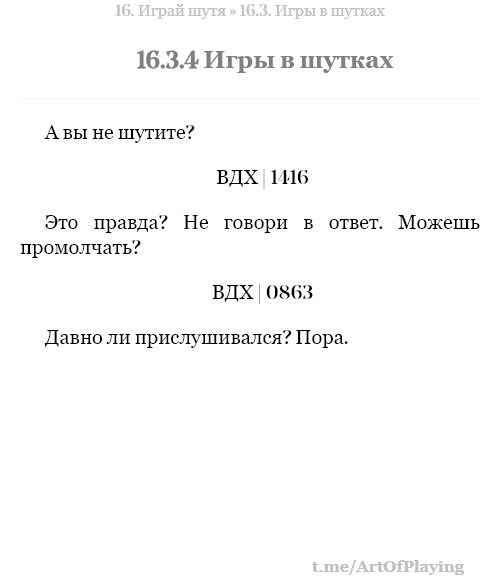 16. Играй шутя » 16.3. Игры в шутках
16.3.4 Игры в шутках
А вы не шутите?
ВДХ | 1416
Это правда? Не говори в ответ. Можешь
промолчать?
ВДХ | 0863
Давно ли прислушивался? Пора.
t.me/ArtOfPlaying